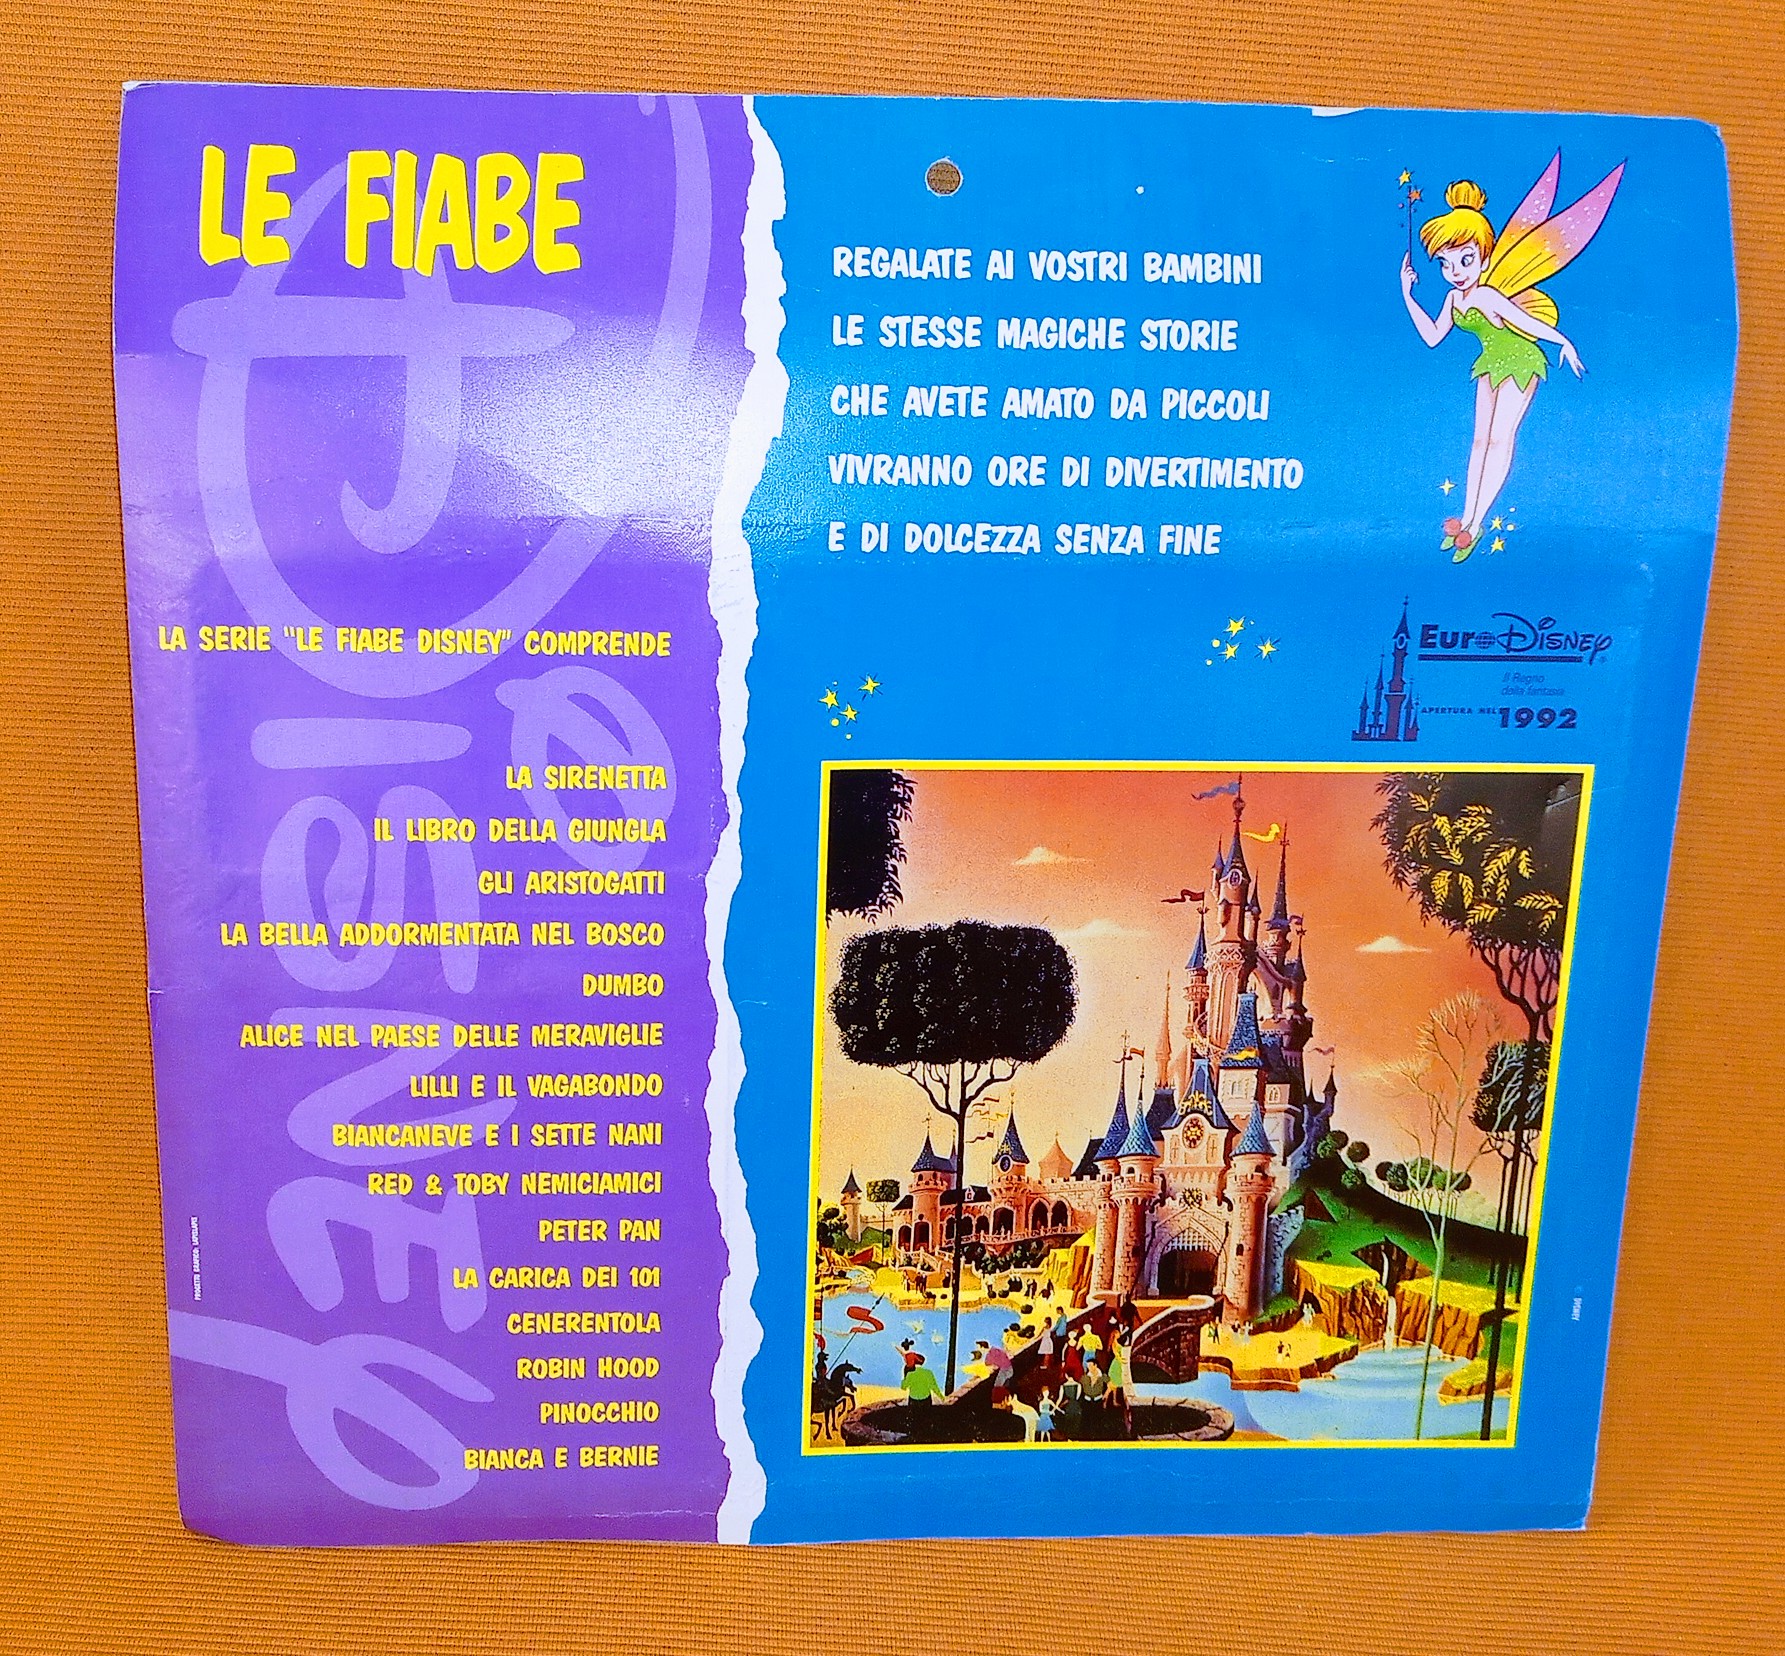 LE FIABE
LA SERIE "LE FIABE DISNEY" COMPRENDE
LA SIRENETTA
IL LIBRO DELLA GIUNGLA
GLI ARISTOGATTI
LA BELLA ADDORMENTATA NEL BOSCO
DUMBO
ALICE NEL PAESE DELLE MERAVIGLIE
LILLI E IL VAGABONDO
BIANCANEVE E I SETTE NANI
RED & TOBY NEMICIAMICI
PETER PAN
LA CARICA DEI 101
CENERENTOLA
ROBIN HOOD
PINOCCHIO
BIANCA E BERNIE
PROGETTO GRAFICO:
Disney
REGALATE AI VOSTRI BAMBINI
LE STESSE MAGICHE STORIE
CHE AVETE AMATO DA PICCOLI
VIVRANNO ORE DI DIVERTIMENTO
E DI DOLCEZZA SENZA FINE
EuroDisney
Il Regno
della fantasia
APERTURA NEL 1992
© DISNEY